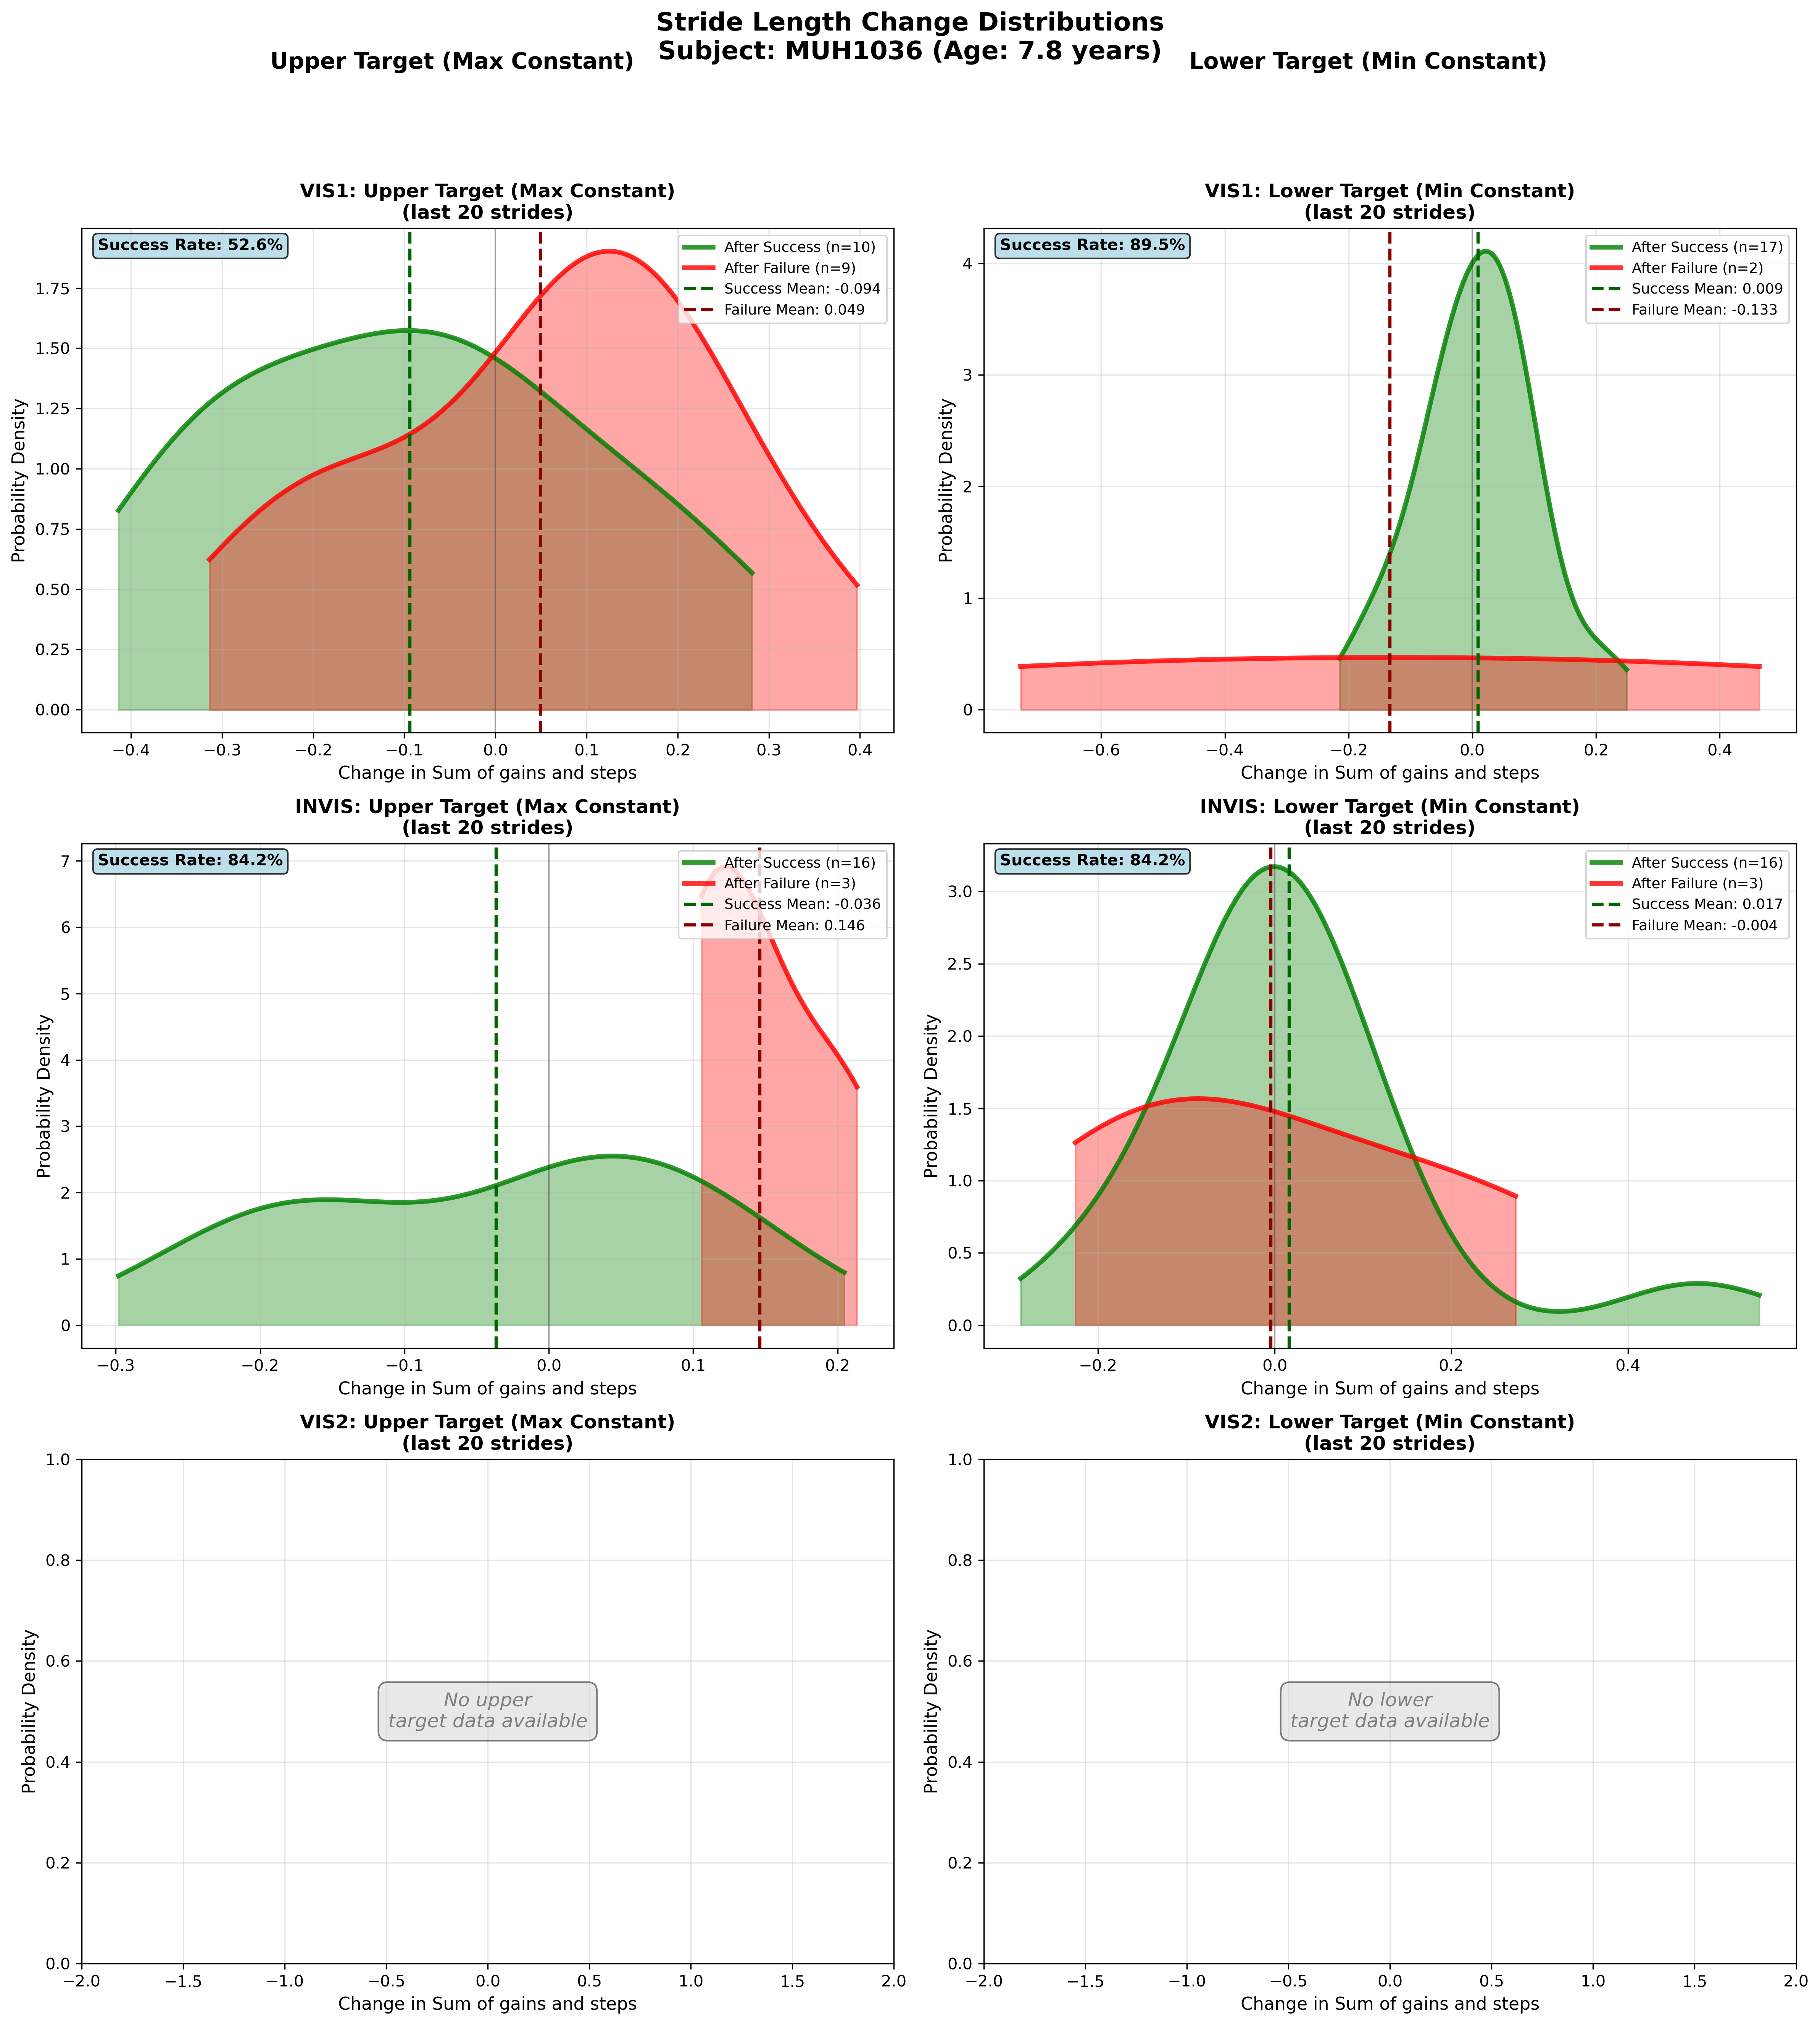 Stride Length Change Distributions
Subject: MUH1036 (Age: 7.8 years)
Upper Target (Max Constant)
Lower Target (Min Constant)
VIS1: Upper Target (Max Constant)
(last 20 strides)
Success Rate: 52.6%
After Success (n=10)
After Failure (n=9)
Success Mean: -0.094
Failure Mean: 0.049
Probability Density
1.75
1.50
1.25
1.00
0.75
0.50
0.25
0.00
−0.4 −0.3 −0.2 −0.1 0.0 0.1 0.2 0.3 0.4
Change in Sum of gains and steps
VIS1: Lower Target (Min Constant)
(last 20 strides)
Success Rate: 89.5%
After Success (n=17)
After Failure (n=2)
Success Mean: 0.009
Failure Mean: -0.133
Probability Density
4
3
2
1
0
−0.6 −0.4 −0.2 0.0 0.2 0.4
Change in Sum of gains and steps
INVIS: Upper Target (Max Constant)
(last 20 strides)
Success Rate: 84.2%
After Success (n=16)
After Failure (n=3)
Success Mean: -0.036
Failure Mean: 0.146
Probability Density
7
6
5
4
3
2
1
0
−0.3 −0.2 −0.1 0.0 0.1 0.2
Change in Sum of gains and steps
INVIS: Lower Target (Min Constant)
(last 20 strides)
Success Rate: 84.2%
After Success (n=16)
After Failure (n=3)
Success Mean: 0.017
Failure Mean: -0.004
Probability Density
3.0
2.5
2.0
1.5
1.0
0.5
0.0
−0.2 0.0 0.2 0.4
Change in Sum of gains and steps
VIS2: Upper Target (Max Constant)
(last 20 strides)
Probability Density
1.0
0.8
0.6
0.4
0.2
0.0
No upper
target data available
−2.0 −1.5 −1.0 −0.5 0.0 0.5 1.0 1.5 2.0
Change in Sum of gains and steps
VIS2: Lower Target (Min Constant)
(last 20 strides)
Probability Density
1.0
0.8
0.6
0.4
0.2
0.0
No lower
target data available
−2.0 −1.5 −1.0 −0.5 0.0 0.5 1.0 1.5 2.0
Change in Sum of gains and steps